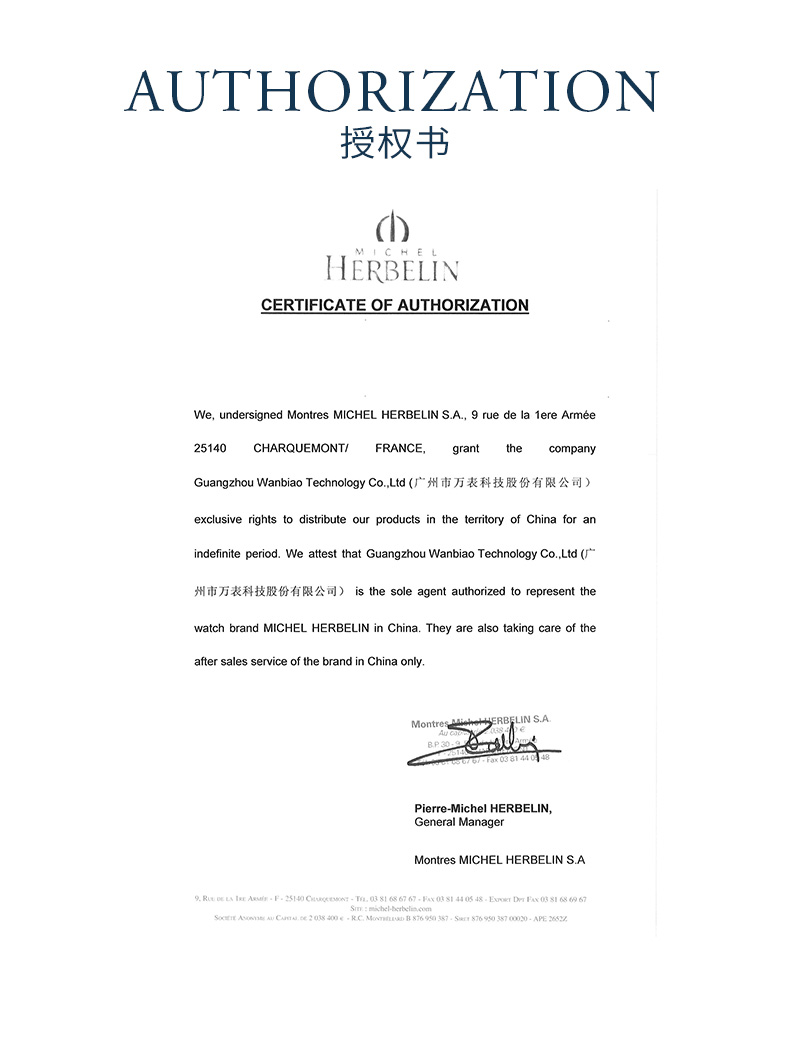 AUTHORIZATION
授权书
MICHEL
HERBELIN
CERTIFICATE OF AUTHORIZATION
We, undersigned Montres MICHEL HERBELIN S.A., 9 rue de la 1ere Armée
25140 CHARQUEMONT/ FRANCE, grant the company
Guangzhou Wanbiao Technology Co.,Ltd (广州市万表科技股份有限公司)
exclusive rights to distribute our products in the territory of China for an
indefinite period. We attest that Guangzhou Wanbiao Technology Co.,Ltd (广
州市万表科技股份有限公司) is the sole agent authorized to represent the
watch brand MICHEL HERBELIN in China. They are also taking care of the
after sales service of the brand in China only.
Montres Michel HERBELIN S.A.
Au
B.P. 30 - 9
67 67 - Fax 03 81 44 05 48
Pierre-Michel HERBELIN,
General Manager
Montres MICHEL HERBELIN S.A
9, Rue de la 1re Armée - F - 25140 Charquemont - Tél. 03 81 68 67 67 - Fax 03 81 44 05 48 - Export Dpt Fax 03 81 68 69 67
Site : michel-herbelin.com
Société Anonyme au Capital de 2 038 400 € - R.C. Montbéliard B 876 950 387 - Siret 876 950 387 00020 - APE 2652Z